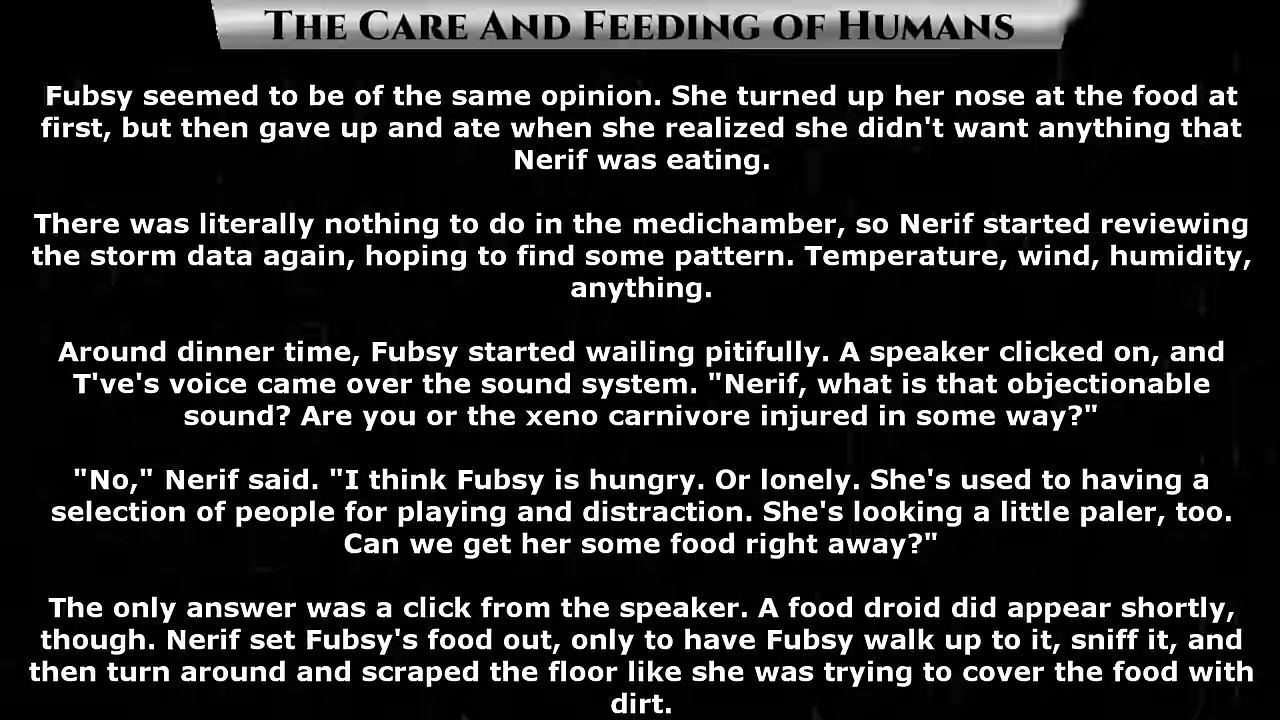 The Care And Feeding of Humans
Fubsy seemed to be of the same opinion. She turned up her nose at the food at
first, but then gave up and ate when she realized she didn't want anything that
Nerif was eating.
There was literally nothing to do in the medichamber, so Nerif started reviewing
the storm data again, hoping to find some pattern. Temperature, wind, humidity,
anything.
Around dinner time, Fubsy started wailing pitifully. A speaker clicked on, and
T've's voice came over the sound system. "Nerif, what is that objectionable
sound? Are you or the xeno carnivore injured in some way?"
"No," Nerif said. "I think Fubsy is hungry. Or lonely. She's used to having a
selection of people for playing and distraction. She's looking a little paler, too.
Can we get her some food right away?"
The only answer was a click from the speaker. A food droid did appear shortly,
though. Nerif set Fubsy's food out, only to have Fubsy walk up to it, sniff it, and
then turn around and scraped the floor like she was trying to cover the food with
dirt.